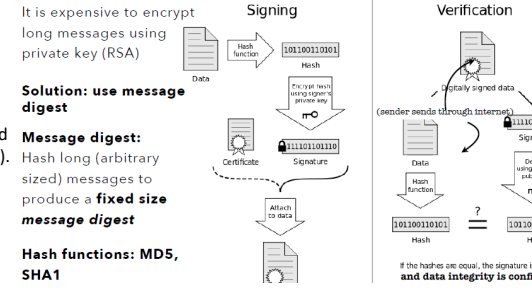 It is expensive to encrypt
long messages using
private key (RSA)
Solution: use message
digest
Message digest:
).
Hash long (arbitrary
sized) messages to
produce a fixed size
message digest
Hash functions: MD5,
SHA1
Signing
Data
Hash
function
101100110101
Hash
Encrypt hash
using signer's
private key
Certificate
111101101110
Signature
Attach
to data
Verification
Digitally signed data
(sender sends through internet)
Data
Hash
function
101100110101
Hash
?
=
Hash
If the hashes are equal, the signature is
and data integrity is